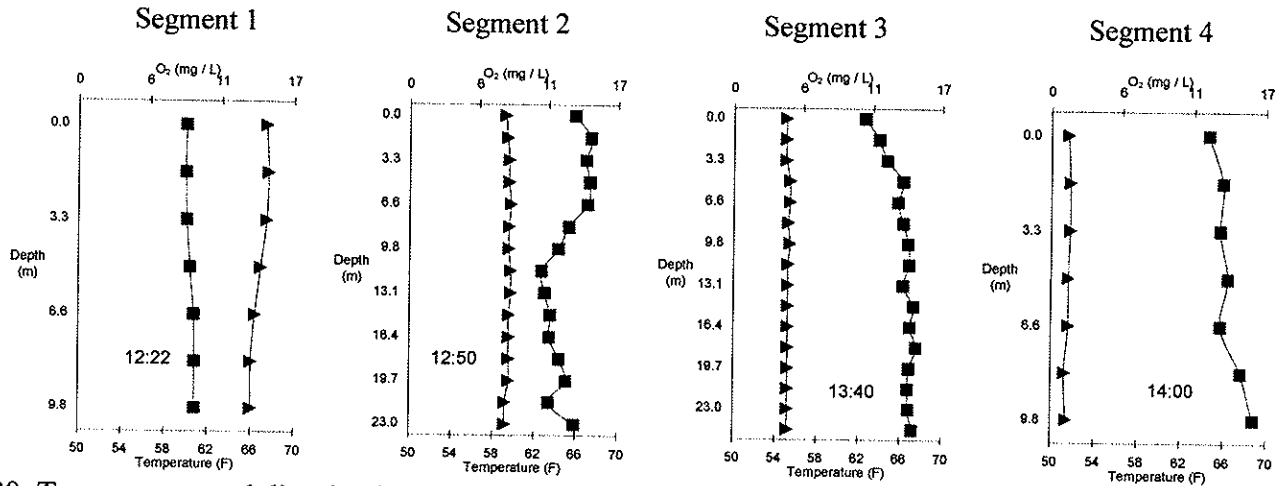 Segment 1
Segment 2
Segment 3
Segment 4
O₂ (mg / L)
0 6 11 17
0.0
3.3
Depth
(m)
6.6
9.8
12:22
50 54 58 62 66 70
Temperature (F)
O₂ (mg / L)
0 6 11 17
0.0
3.3
6.6
9.8
Depth
(m)
13.1
16.4
19.7
23.0
12:50
50 54 58 62 66 70
Temperature (F)
O₂ (mg / L)
0 6 11 17
0.0
3.3
6.6
9.8
Depth
(m)
13.1
16.4
19.7
23.0
13:40
50 54 58 62 66 70
Temperature (F)
O₂ (mg / L)
0 6 11 17
0.0
3.3
Depth
(m)
6.6
9.8
14:00
50 54 58 62 66 70
Temperature (F)